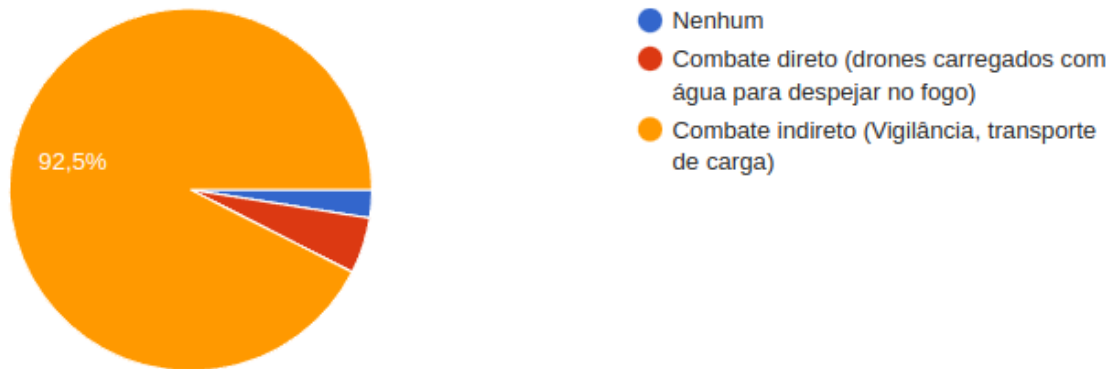 Nenhum
Combate direto (drones carregados com
água para despejar no fogo)
Combate indireto (Vigilância, transporte
de carga)
92,5%